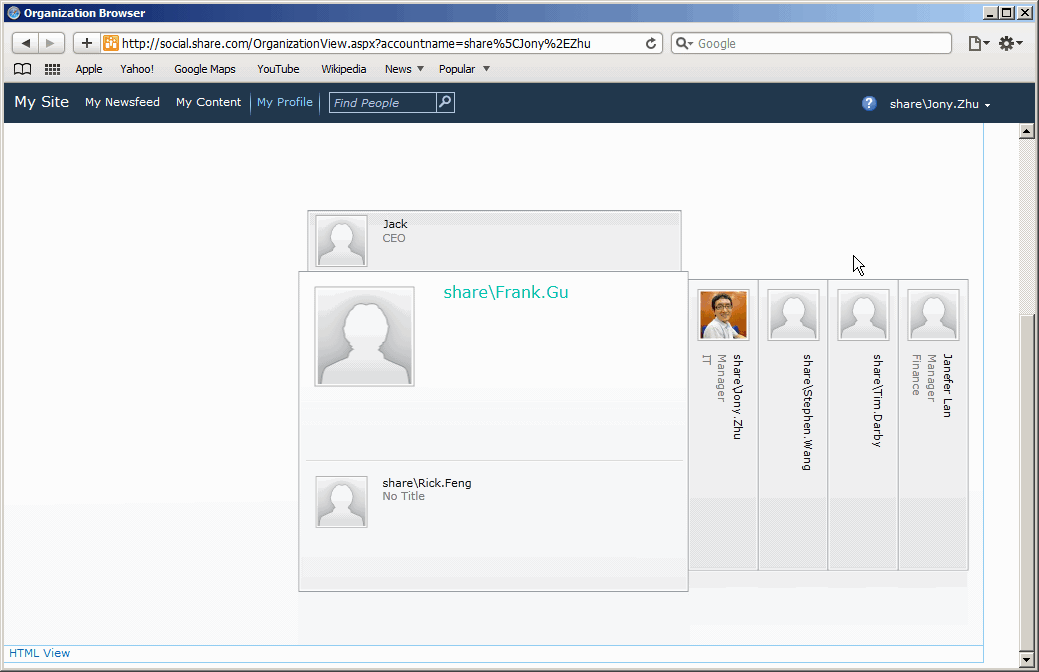 Organization Browser
http://social.share.com/OrganizationView.aspx?accountname=share%5CJony%2EZhu
Google
Apple Yahoo! Google Maps YouTube Wikipedia News Popular
My Site My Newsfeed My Content My Profile Find People ? share\Jony.Zhu
Jack
CEO
share\Frank.Gu
share\Rick.Feng
No Title
share\Jony.Zhu
Manager
IT
share\Stephen.Wang
share\Tim.Darby
Janefer Lan
Manager
Finance
HTML View